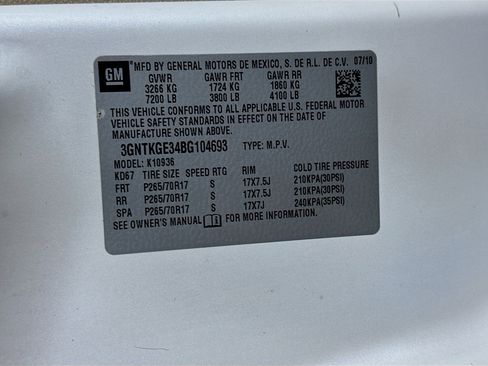 GM
MFD BY GENERAL MOTORS DE MEXICO, S. DE R.L. DE C.V. 07/10
GVWR GAWR FRT GAWR RR
3266 KG 1724 KG 1860 KG
7200 LB 3800 LB 4100 LB
THIS VEHICLE CONFORMS TO ALL APPLICABLE U.S. FEDERAL MOTOR
VEHICLE SAFETY STANDARDS IN EFFECT ON THE DATE OF
MANUFACTURE SHOWN ABOVE.
3GNTKGE34BG104693 TYPE: M.P.V.
MODEL: K10936
KD67 TIRE SIZE SPEED RTG RIM COLD TIRE PRESSURE
FRT P265/70R17 S 17X7.5J 210KPA(30PSI)
RR P265/70R17 S 17X7.5J 210KPA(30PSI)
SPA P265/70R17 S 17X7J 240KPA(35PSI)
SEE OWNER'S MANUAL FOR MORE INFORMATION.